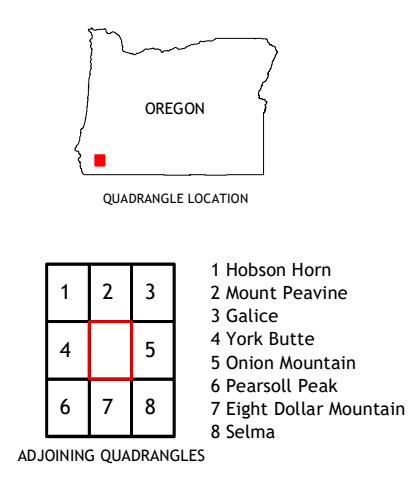 OREGON
QUADRANGLE LOCATION
1 2 3
4 5
6 7 8
ADJOINING QUADRANGLES
1 Hobson Horn
2 Mount Peavine
3 Galice
4 York Butte
5 Onion Mountain
6 Pearsoll Peak
7 Eight Dollar Mountain
8 Selma